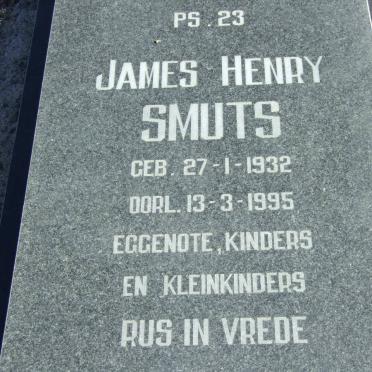 PS. 23
JAMES HENRY
SMUTS
GEB. 27-1-1932
OORL. 13-3-1995
EGGENOTE, KINDERS
EN KLEINKINDERS
RUS IN VREDE